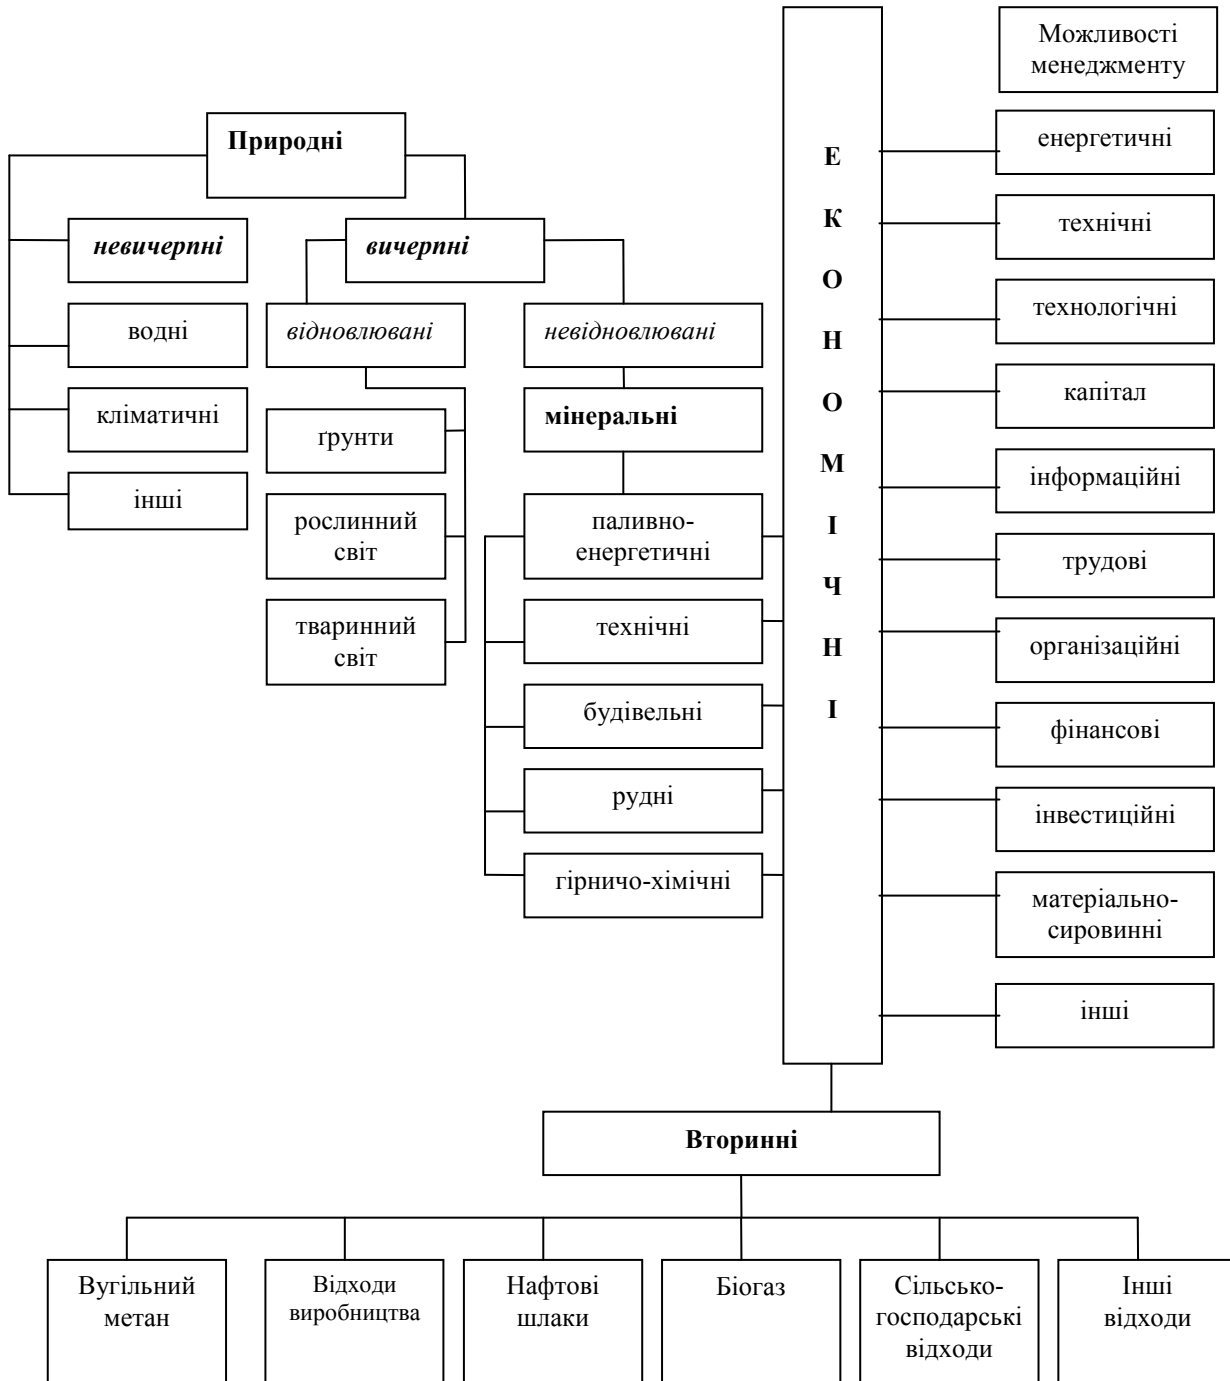 Природні
невичерпні
водні
кліматичні
інші
вичерпні
відновлювані
ґрунти
рослинний
світ
тваринний
світ
невідновлювані
мінеральні
паливно-
енергетичні
технічні
будівельні
рудні
гірничо-хімічні
Е
К
О
Н
О
М
І
Ч
Н
І
Можливості
менеджменту
енергетичні
технічні
технологічні
капітал
інформаційні
трудові
організаційні
фінансові
інвестиційні
матеріально-
сировинні
інші
Вторинні
Вугільний
метан
Відходи
виробництва
Нафтові
шлаки
Біогаз
Сільсько-
господарські
відходи
Інші
відходи